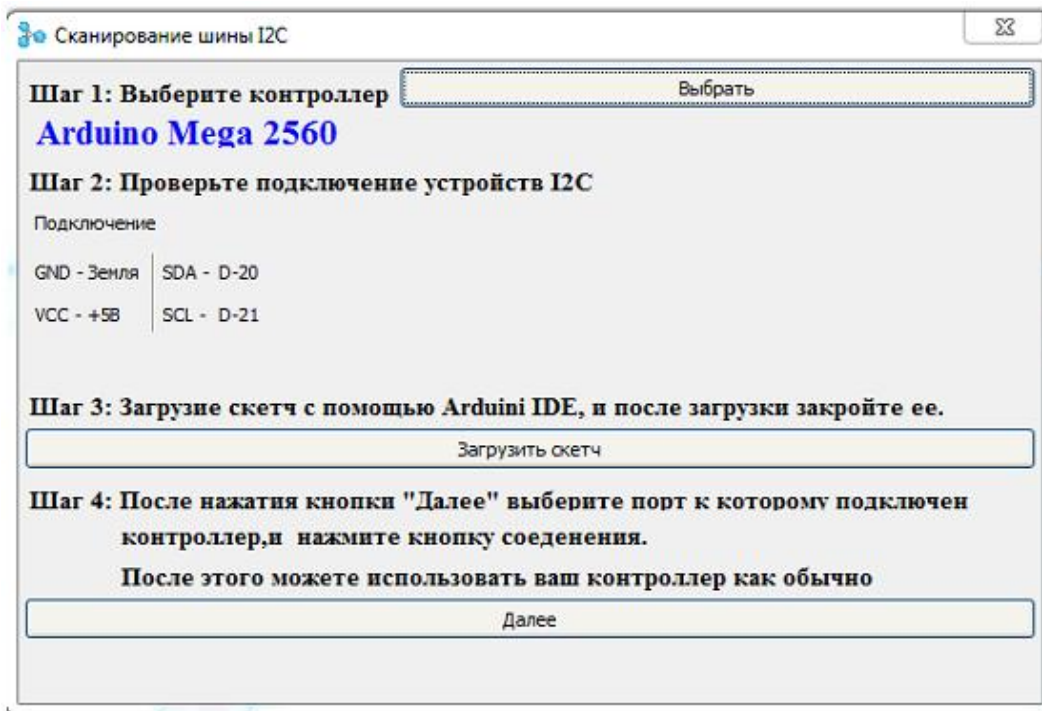 Сканирование шины I2C
Шаг 1: Выберите контроллер
Выбрать
Arduino Mega 2560
Шаг 2: Проверьте подключение устройств I2C
Подключение
GND - Земля SDA - D-20
VCC - +5В SCL - D-21
Шаг 3: Загрузие скетч с помощью Arduini IDE, и после загрузки закройте ее.
Загрузить скетч
Шаг 4: После нажатия кнопки "Далее" выберите порт к которому подключен
контроллер,и нажмите кнопку соеденения.
После этого можете использовать ваш контроллер как обычно
Далее